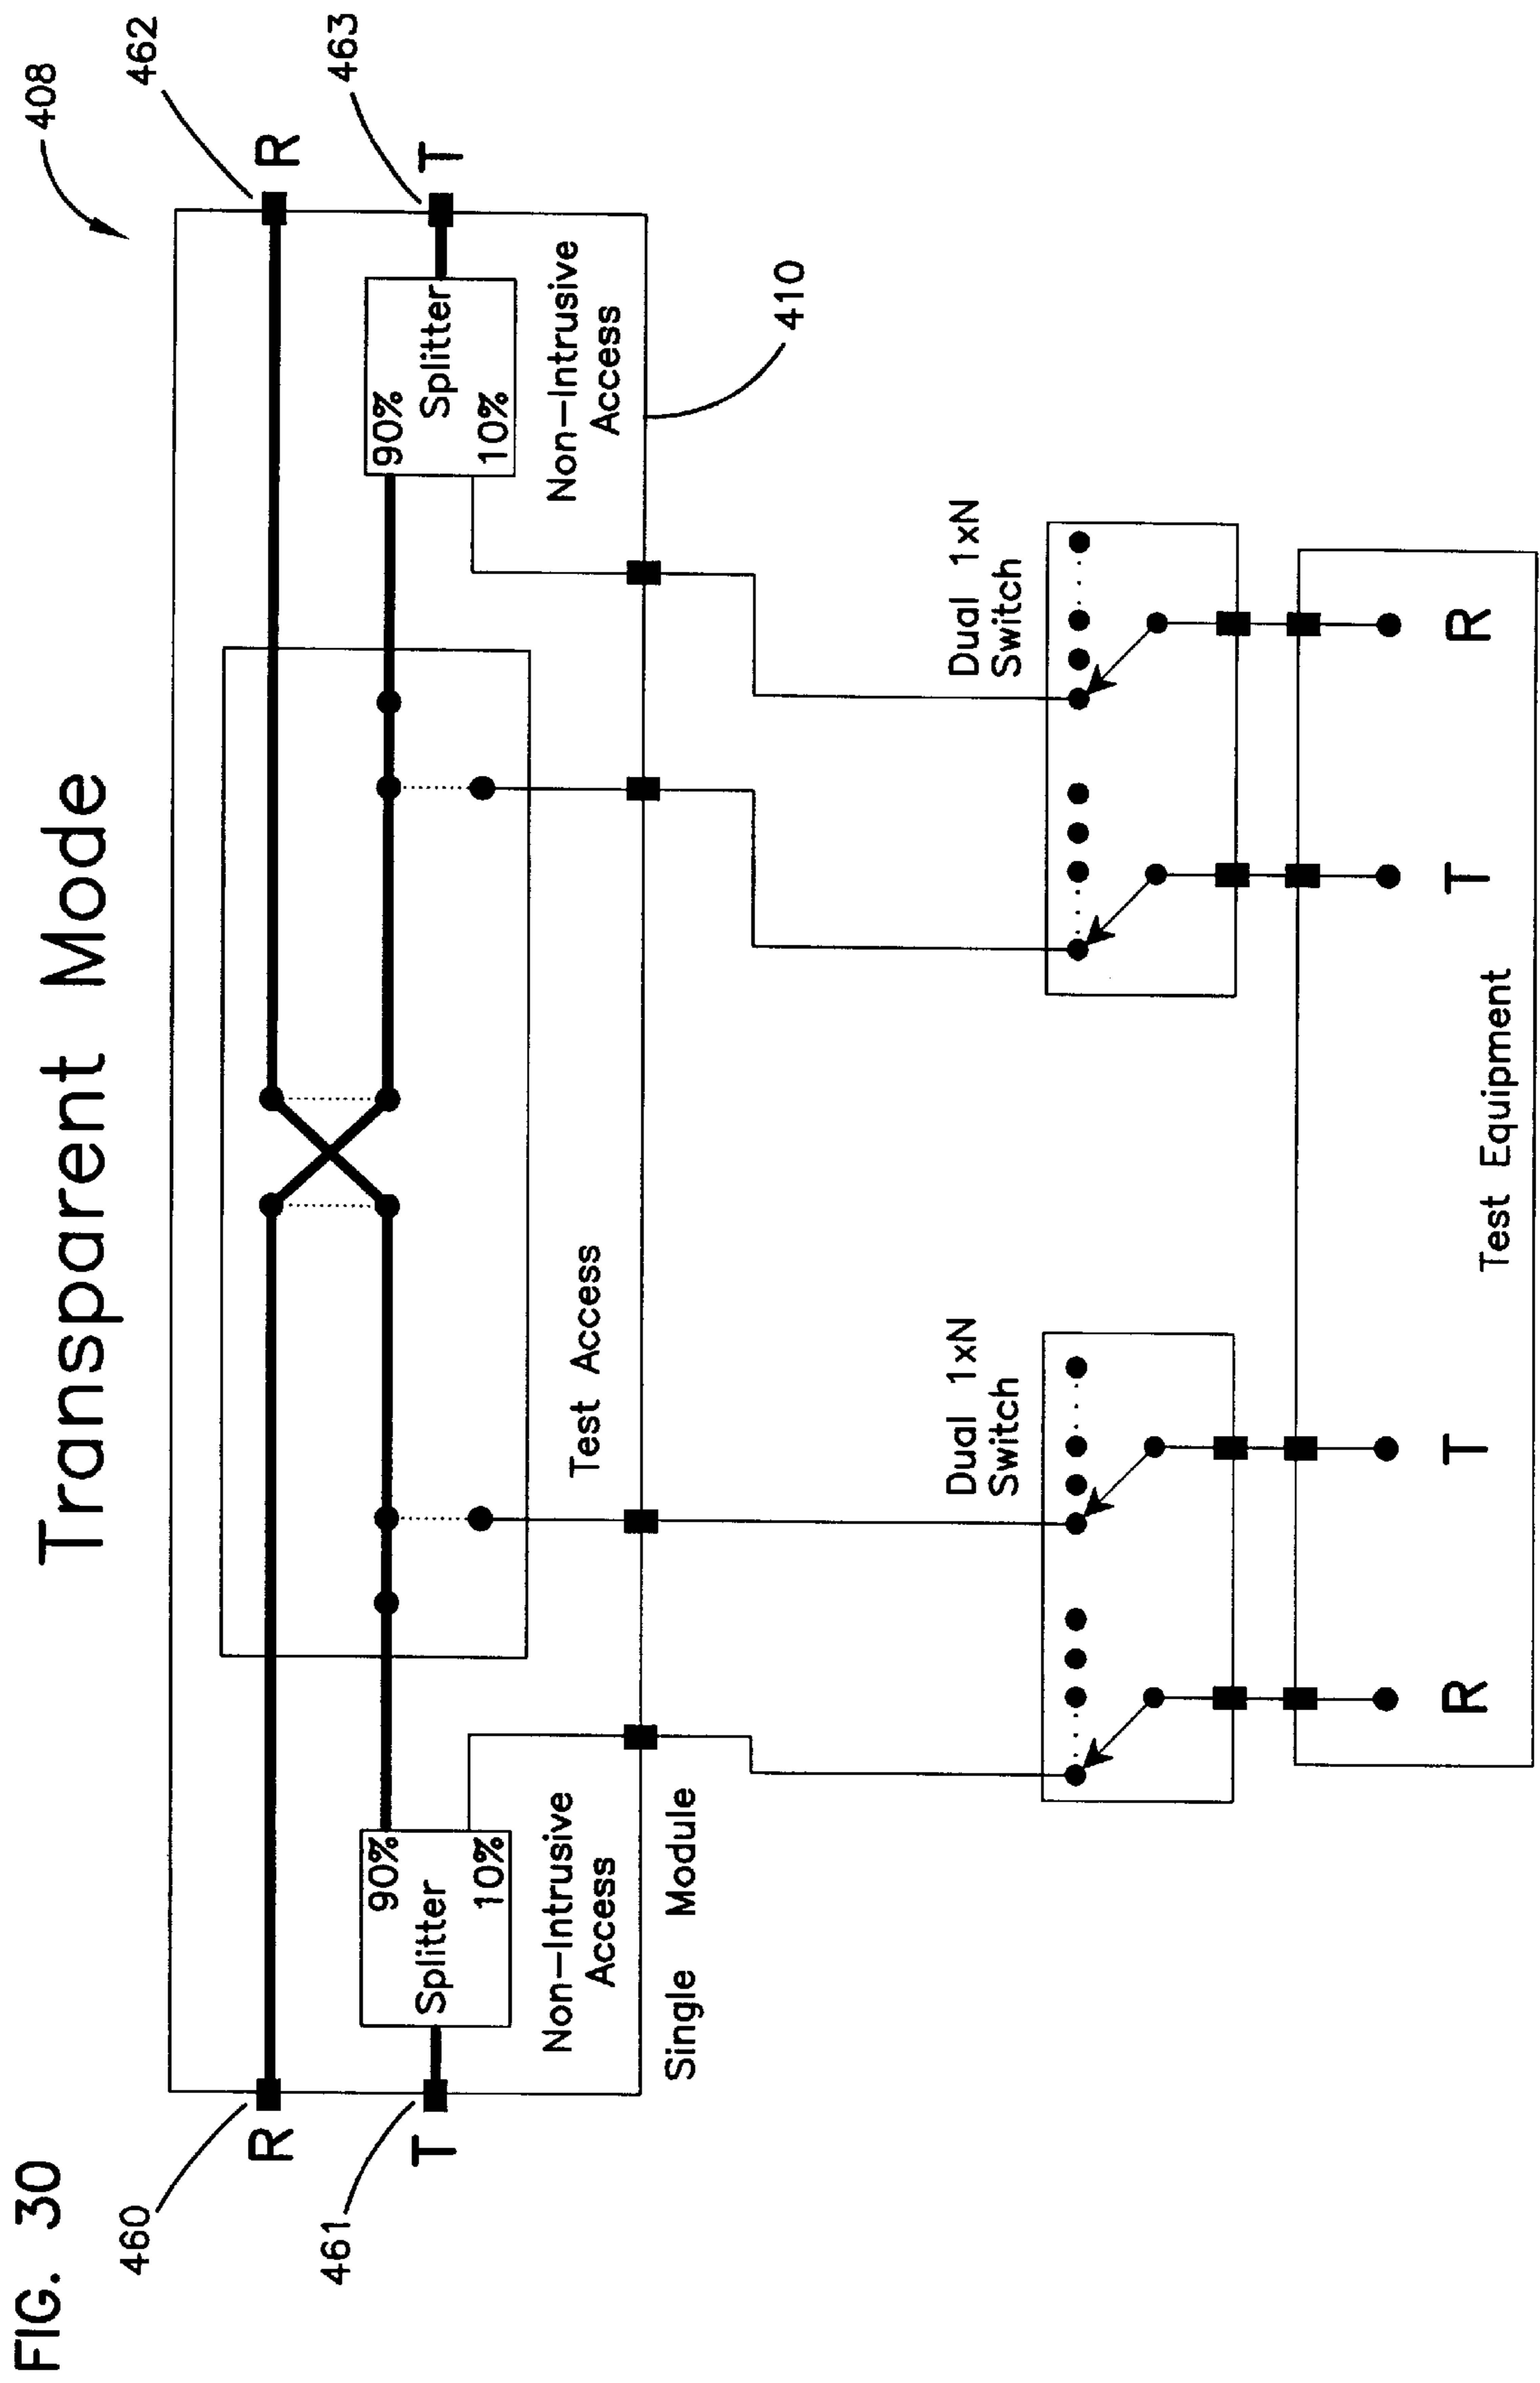 FIG. 30
Transparent Mode
408
460
R
462
R
461
T
463
T
90%
Splitter
10%
Non-Intrusive
Access
90%
Splitter
10%
Non-Intrusive
Access
Test Access
410
Single Module
Dual 1xN
Switch
Dual 1xN
Switch
R
T
T
R
Test Equipment